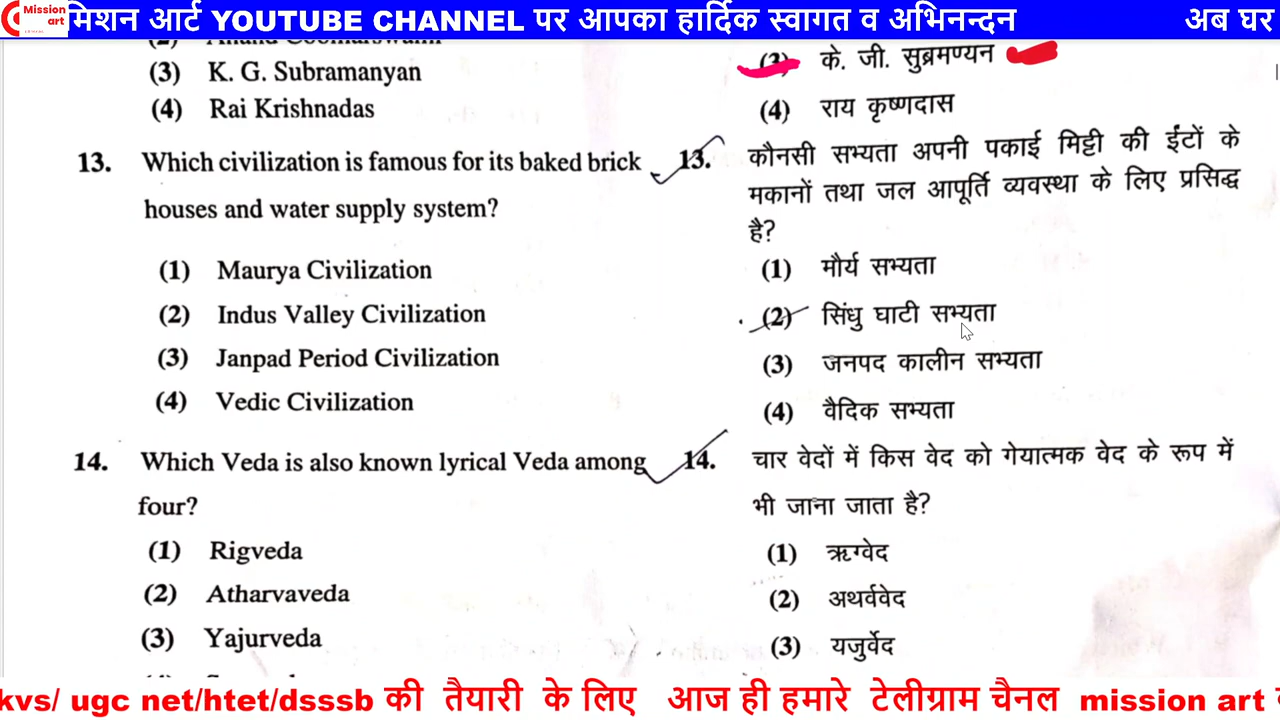 Mission
art
मिशन आर्ट YOUTUBE CHANNEL पर आपका हार्दिक स्वागत व अभिनन्दन
अब घर
(3) K. G. Subramanyan
(4) Rai Krishnadas
13. Which civilization is famous for its baked brick
houses and water supply system?
(1) Maurya Civilization
(2) Indus Valley Civilization
(3) Janpad Period Civilization
(4) Vedic Civilization
14. Which Veda is also known lyrical Veda among
four?
(1) Rigveda
(2) Atharvaveda
(3) Yajurveda
(3) के. जी. सुब्रमण्यन
(4) राय कृष्णदास
13. कौनसी सभ्यता अपनी पकाई मिट्टी की ईंटों के
मकानों तथा जल आपूर्ति व्यवस्था के लिए प्रसिद्ध
है?
(1) मौर्य सभ्यता
(2) सिंधु घाटी सभ्यता
(3) जनपद कालीन सभ्यता
(4) वैदिक सभ्यता
14. चार वेदों में किस वेद को गेयात्मक वेद के रूप में
भी जाना जाता है?
(1) ऋग्वेद
(2) अथर्ववेद
(3) यजुर्वेद
kvs/ ugc net/htet/dsssb की तैयारी के लिए आज ही हमारे टेलीग्राम चैनल mission art